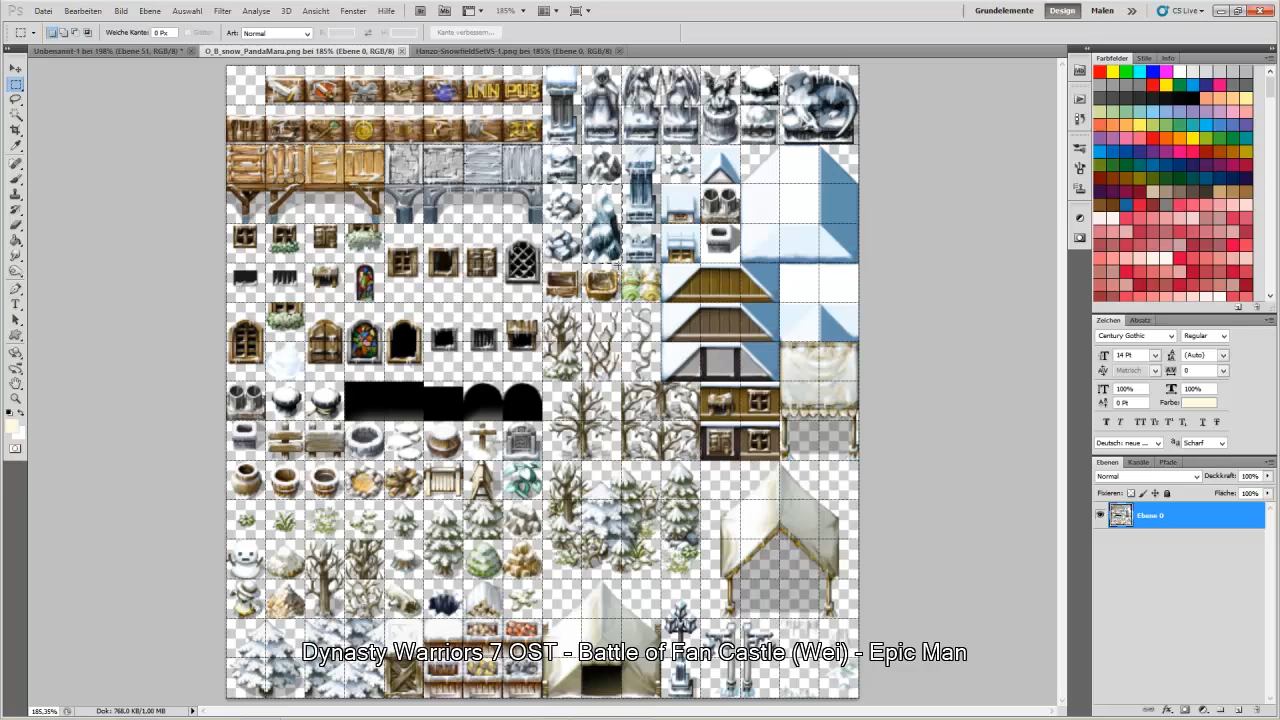 Ps Datei Bearbeiten Bild Ebene Auswahl Filter Analyse 3D Ansicht Fenster Hilfe Br Mb 185% Grundelemente Design Malen CS Live
Weiche Kante: 0 Px Glätten Art: Normal B: H: Kante verbessern...
Unbenannt-1 bei 198% (Ebene 51, RGB/8) * O_B_snow_PandaMaru.png bei 185% (Ebene 0, RGB/8) Hanzo-SnowfieldSetVS-1.png bei 185% (Ebene 0, RGB/8)
Farbfelder Stile Info
INN PUB
Zeichen Absatz
Century Gothic Regular
14 Pt (Auto)
Metrisch 0
100% 100%
0 Pt Farbe:
Deutsch: neue ... Scharf
Ebenen Kanäle Pfade
Normal Deckkraft: 100%
Fixieren: Fläche: 100%
Ebene 0
Dynasty Warriors 7 OST - Battle of Fan Castle (Wei) - Epic Man
185,35% Dok: 768,0 KB/1,00 MB